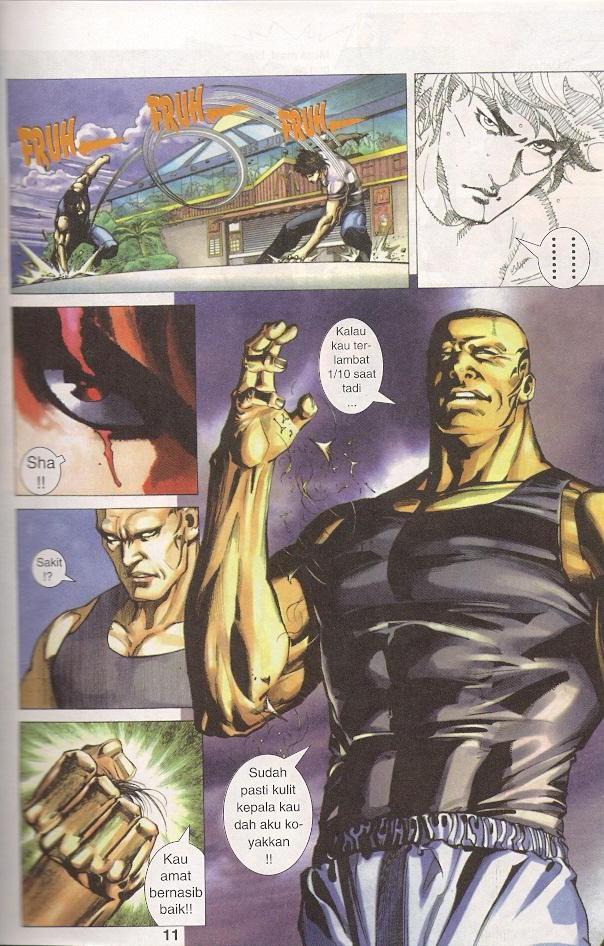 FRUH
FRUH
FRUH
Sha
!!
Sakit
!?
Kalau
kau ter-
lambat
1/10 saat
tadi
...
Sudah
pasti kulit
kepala kau
dah aku ko-
yakkan
!!
Kau
amat
bernasib
baik!!
11